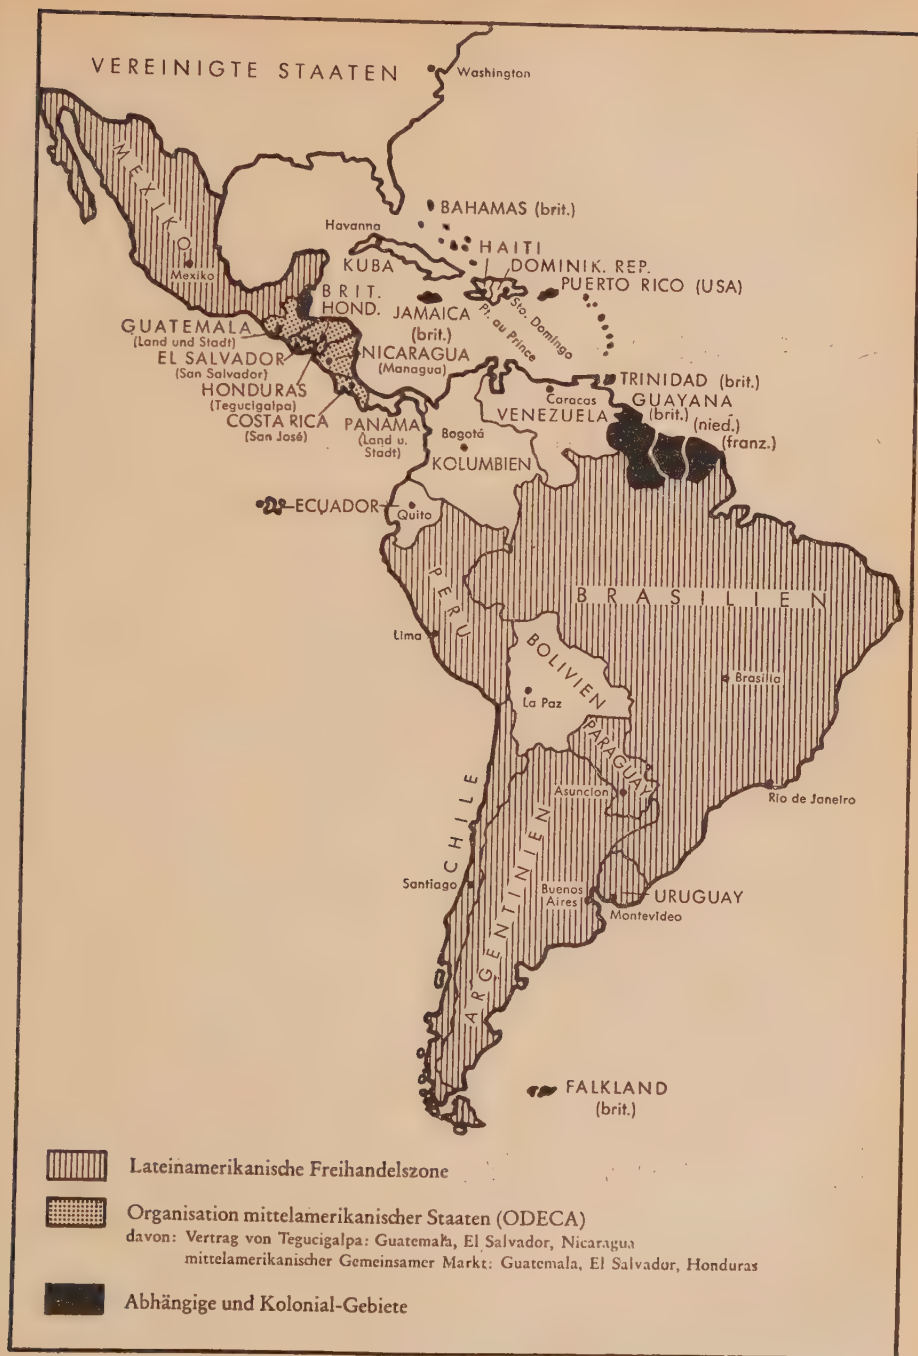 VEREINIGTE STAATEN
Washington
MEXIKO
Mexiko
BAHAMAS (brit.)
Havanna
KUBA
HAITI
DOMINIK. REP.
PUERTO RICO (USA)
BRIT.
HOND.
JAMAICA
(brit.)
Pt. au Prince
Sto. Domingo
GUATEMALA
(Land und Stadt)
EL SALVADOR
(San Salvador)
HONDURAS
(Tegucigalpa)
COSTA RICA
(San José)
NICARAGUA
(Managua)
PANAMA
(Land u.
Stadt)
TRINIDAD (brit.)
Caracas
VENEZUELA
GUAYANA
(brit.)
(nied.)
(franz.)
Bogotá
KOLUMBIEN
ECUADOR
Quito
PERU
Lima
BRASILIEN
Brasilia
BOLIVIEN
La Paz
PARAGUAY
Asuncion
Rio de Janeiro
CHILE
Santiago
ARGENTINIEN
Buenos
Aires
URUGUAY
Montevideo
FALKLAND
(brit.)
Lateinamerikanische Freihandelszone
Organisation mittelamerikanischer Staaten (ODECA)
davon: Vertrag von Tegucigalpa: Guatemala, El Salvador, Nicaragua
mittelamerikanischer Gemeinsamer Markt: Guatemala, El Salvador, Honduras
Abhängige und Kolonial-Gebiete